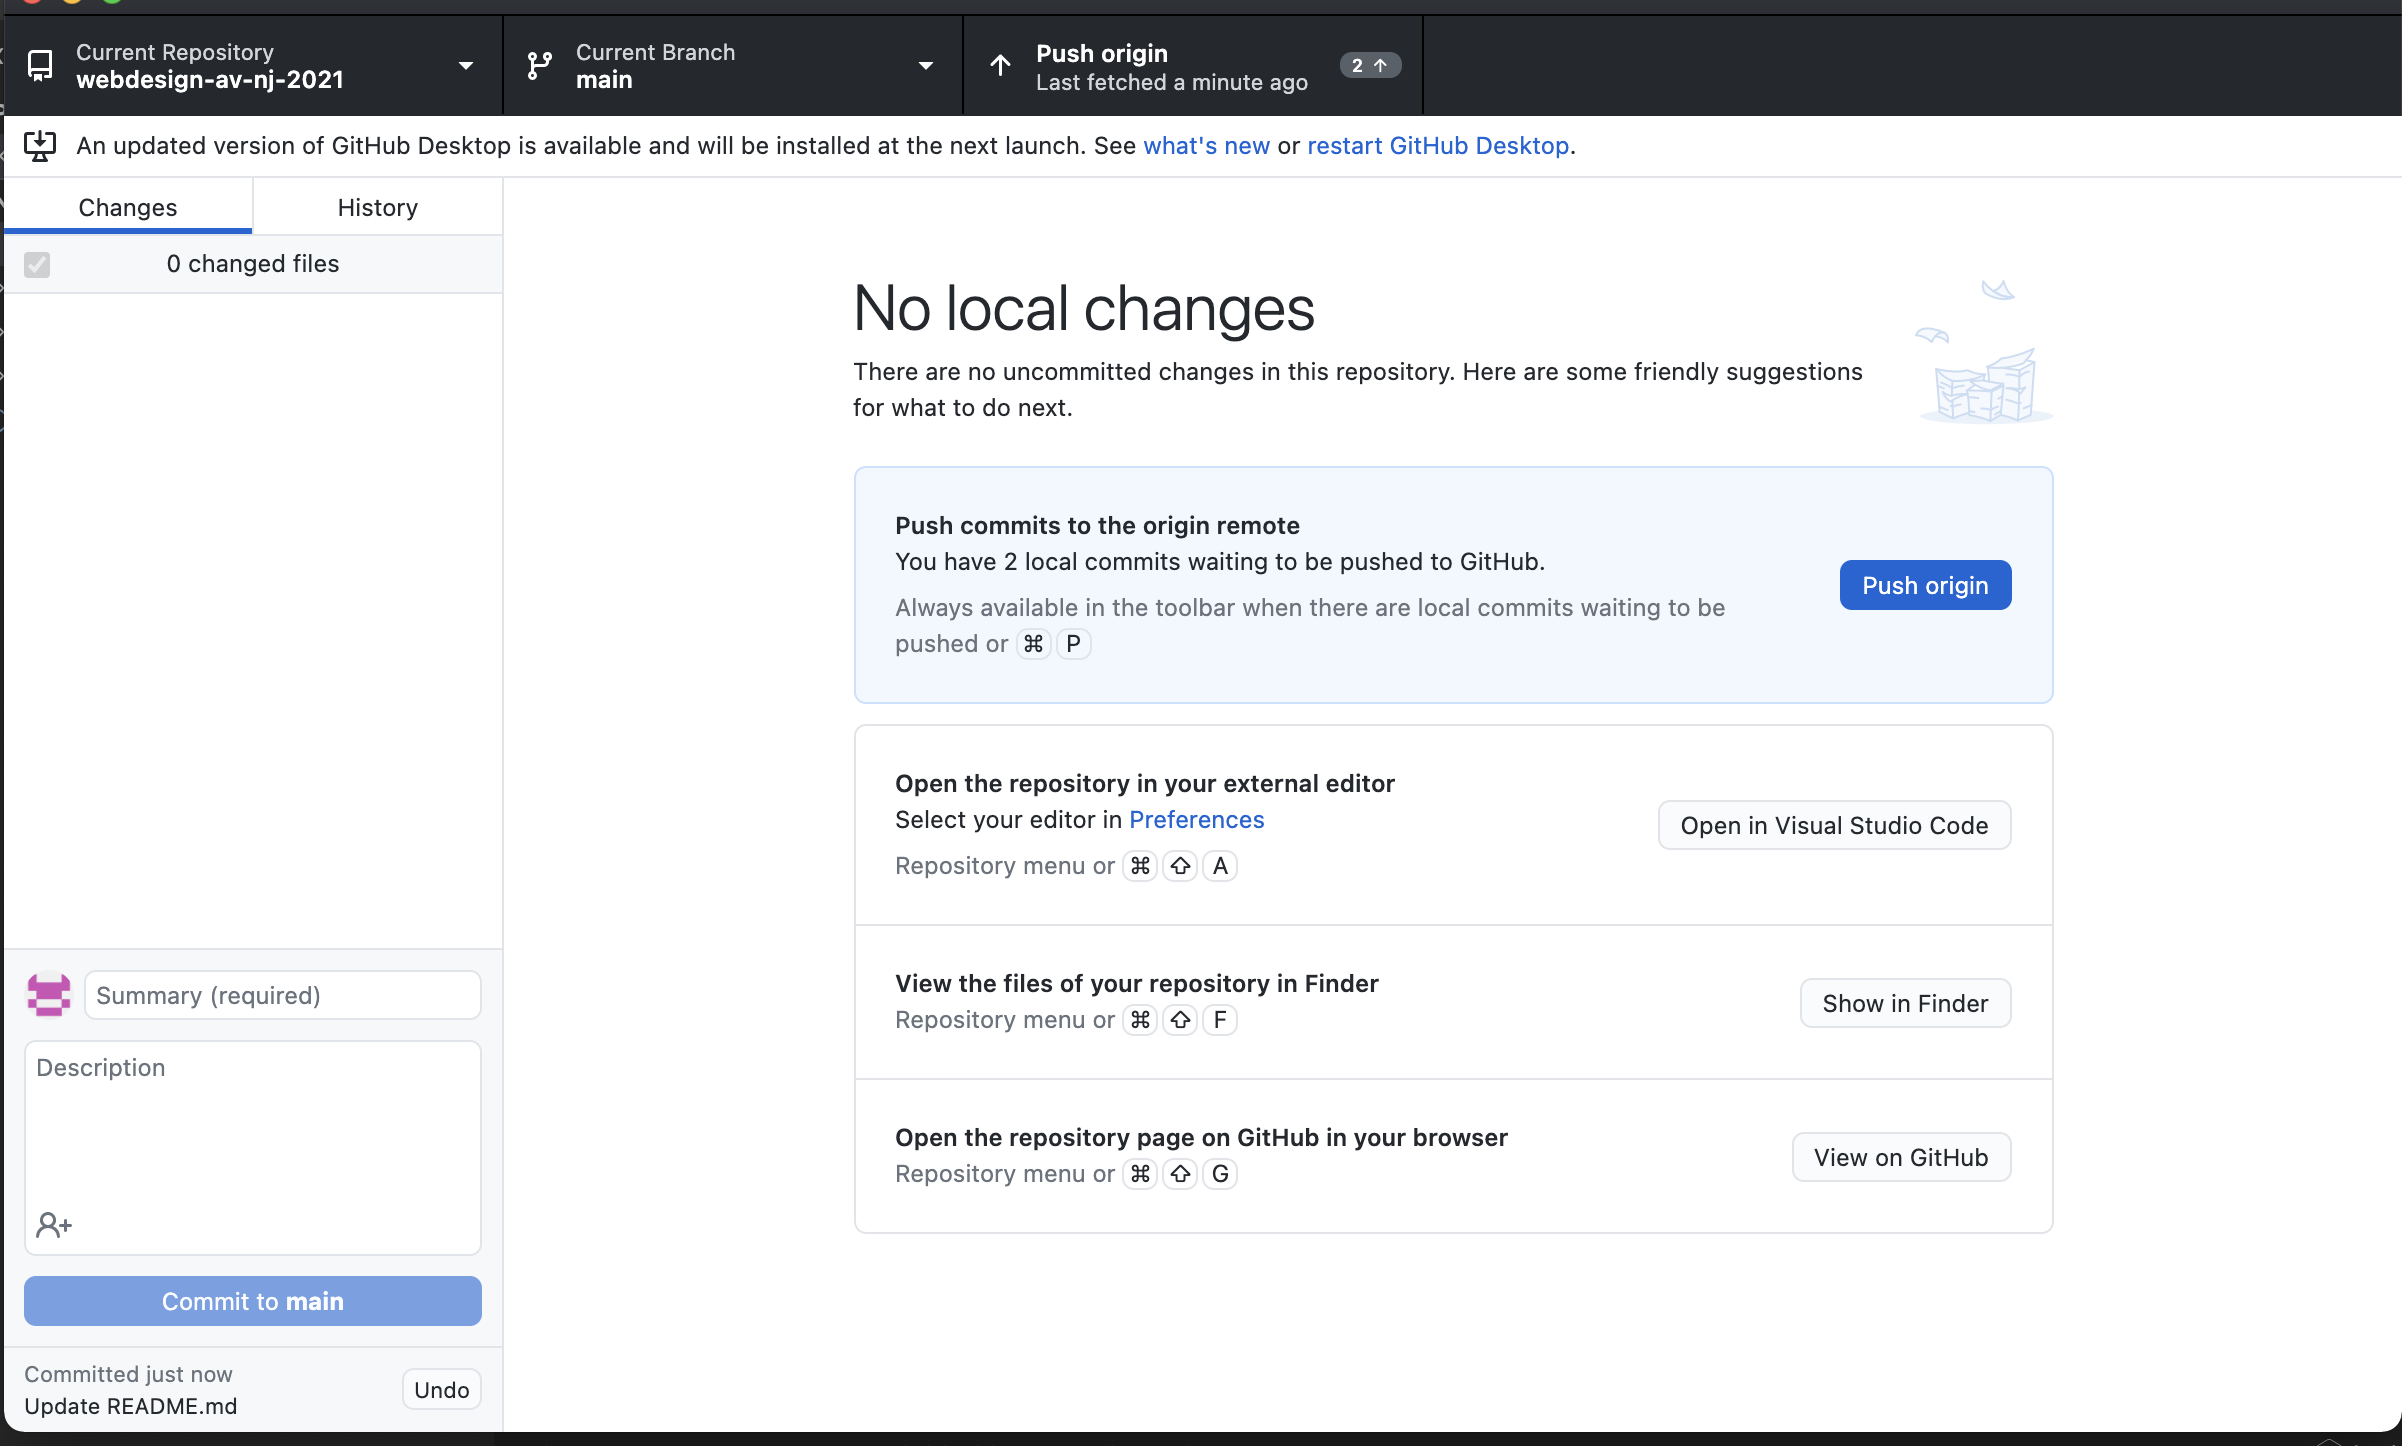 Current Repository
webdesign-av-nj-2021
Current Branch
main
Push origin
Last fetched a minute ago
2 ↑
An updated version of GitHub Desktop is available and will be installed at the next launch. See what's new or restart GitHub Desktop.
Changes
History
0 changed files
No local changes
There are no uncommitted changes in this repository. Here are some friendly suggestions
for what to do next.
Push commits to the origin remote
You have 2 local commits waiting to be pushed to GitHub.
Always available in the toolbar when there are local commits waiting to be
pushed or ⌘ P
Push origin
Open the repository in your external editor
Select your editor in Preferences
Repository menu or ⌘ ⇧ A
Open in Visual Studio Code
View the files of your repository in Finder
Repository menu or ⌘ ⇧ F
Show in Finder
Open the repository page on GitHub in your browser
Repository menu or ⌘ ⇧ G
View on GitHub
Summary (required)
Description
Commit to main
Committed just now
Update README.md
Undo